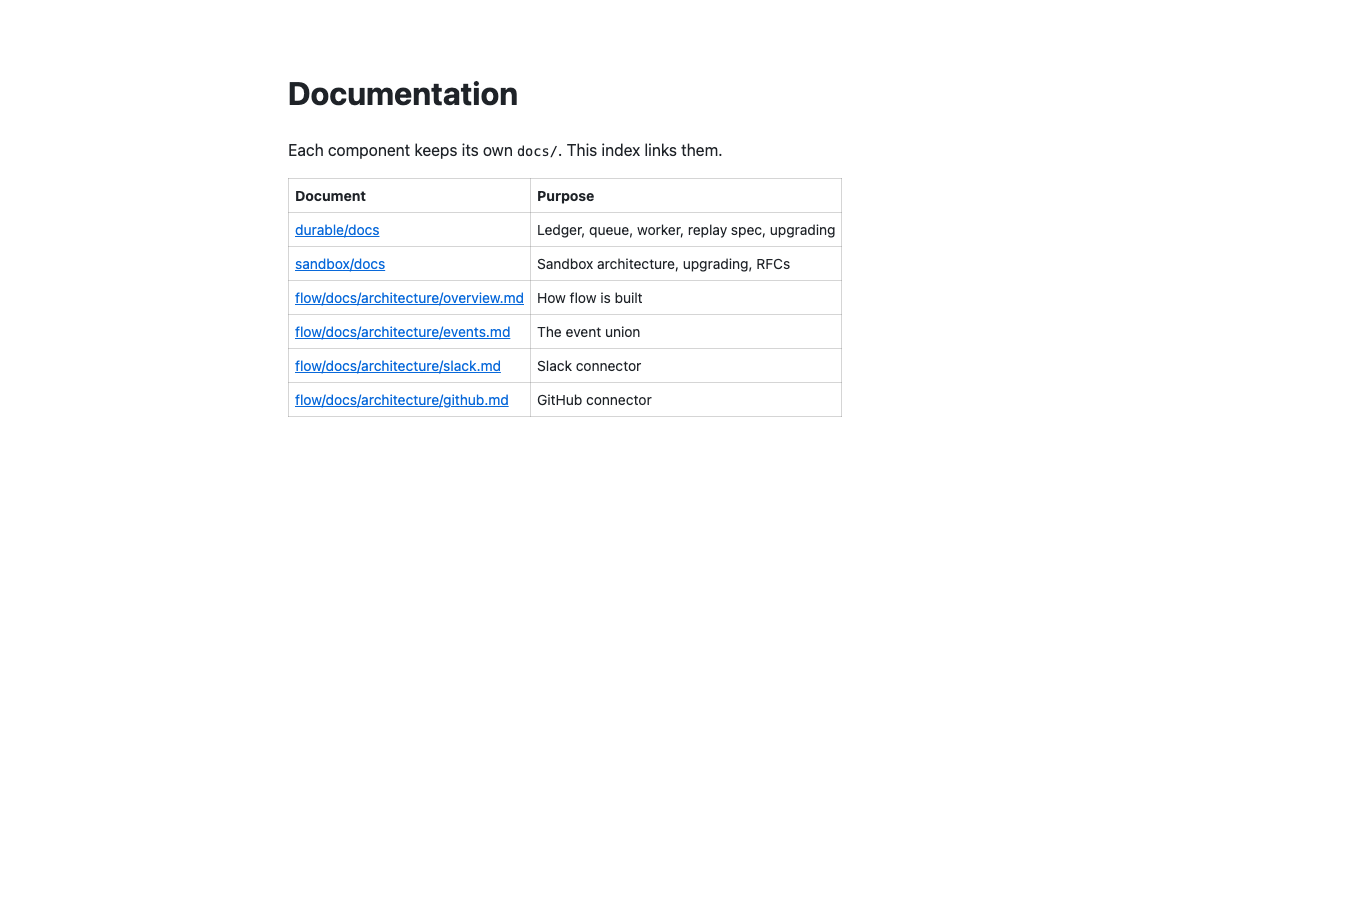 Documentation
Each component keeps its own docs/. This index links them.
Document Purpose
durable/docs Ledger, queue, worker, replay spec, upgrading
sandbox/docs Sandbox architecture, upgrading, RFCs
flow/docs/architecture/overview.md How flow is built
flow/docs/architecture/events.md The event union
flow/docs/architecture/slack.md Slack connector
flow/docs/architecture/github.md GitHub connector